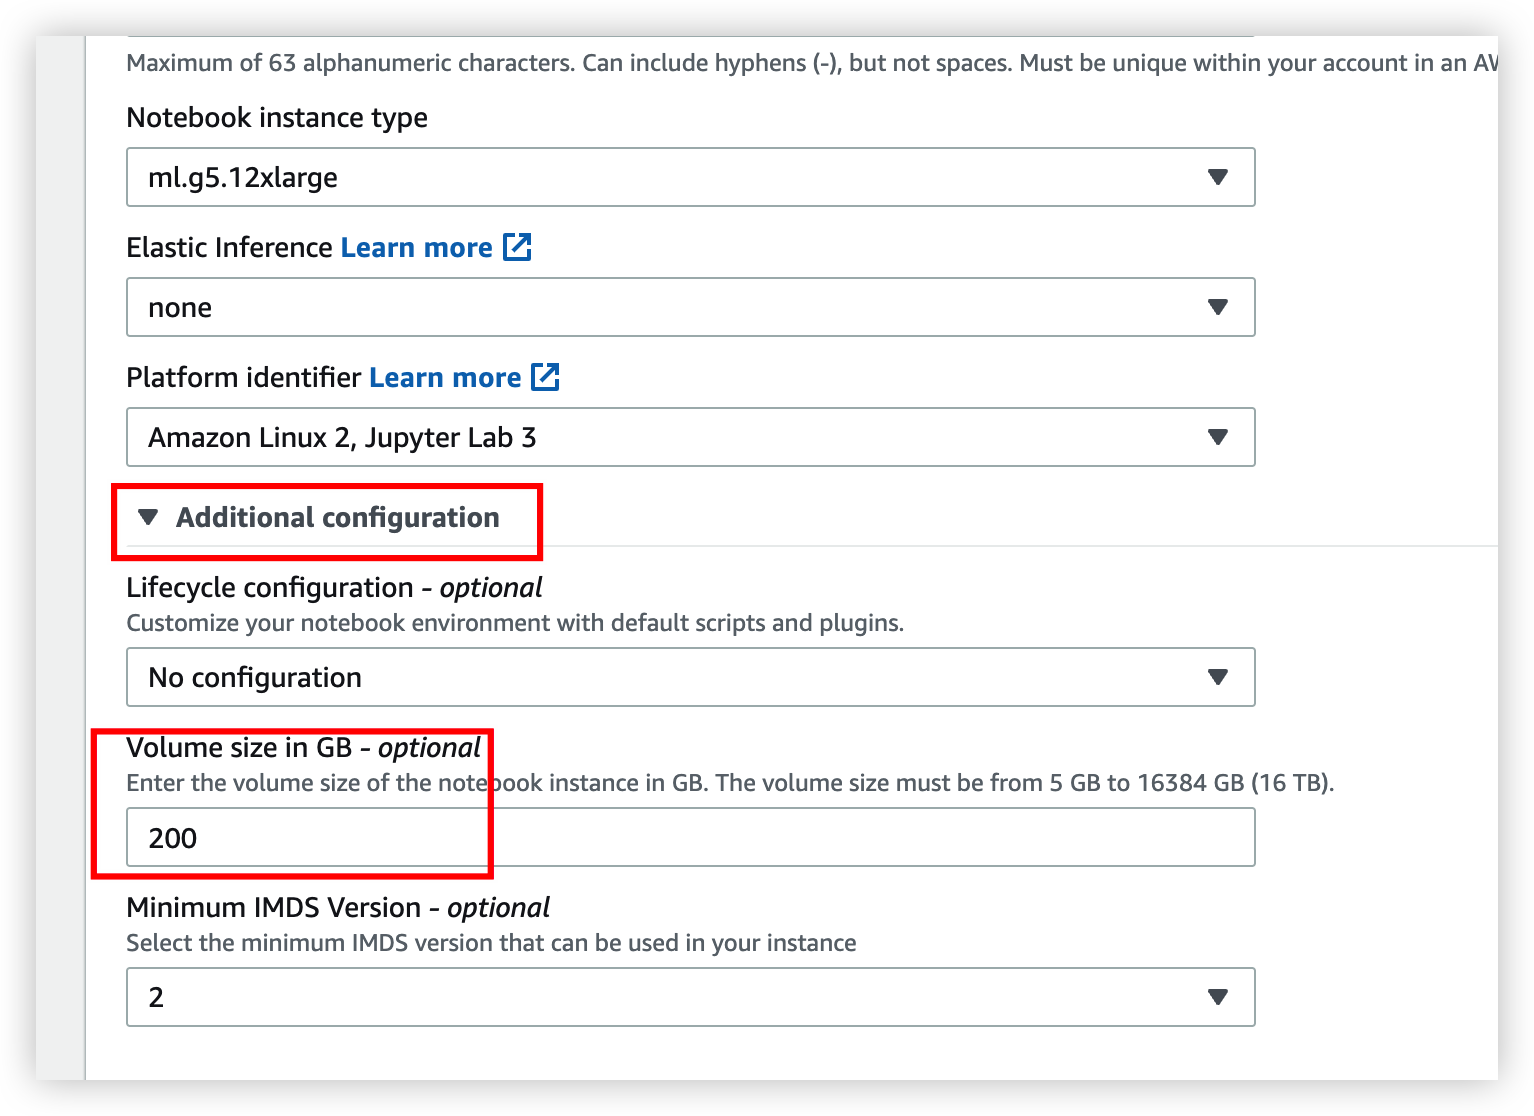 Maximum of 63 alphanumeric characters. Can include hyphens (-), but not spaces. Must be unique within your account in an AW
Notebook instance type
ml.g5.12xlarge
Elastic Inference Learn more
none
Platform identifier Learn more
Amazon Linux 2, Jupyter Lab 3
Additional configuration
Lifecycle configuration - optional
Customize your notebook environment with default scripts and plugins.
No configuration
Volume size in GB - optional
Enter the volume size of the notebook instance in GB. The volume size must be from 5 GB to 16384 GB (16 TB).
200
Minimum IMDS Version - optional
Select the minimum IMDS version that can be used in your instance
2